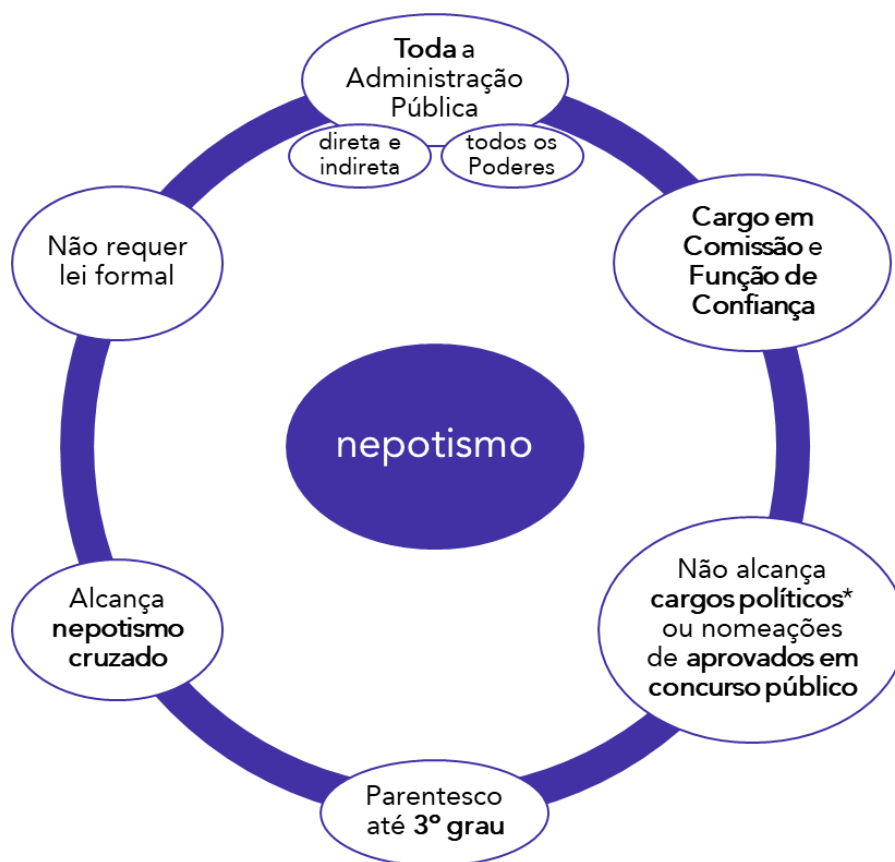 Toda a
Administração
Pública
direta e
indireta
todos os
Poderes
Não requer
lei formal
Cargo em
Comissão e
Função de
Confiança
nepotismo
Alcança
nepotismo
cruzado
Não alcança
cargos políticos*
ou nomeações
de aprovados em
concurso público
Parentesco
até 3º grau